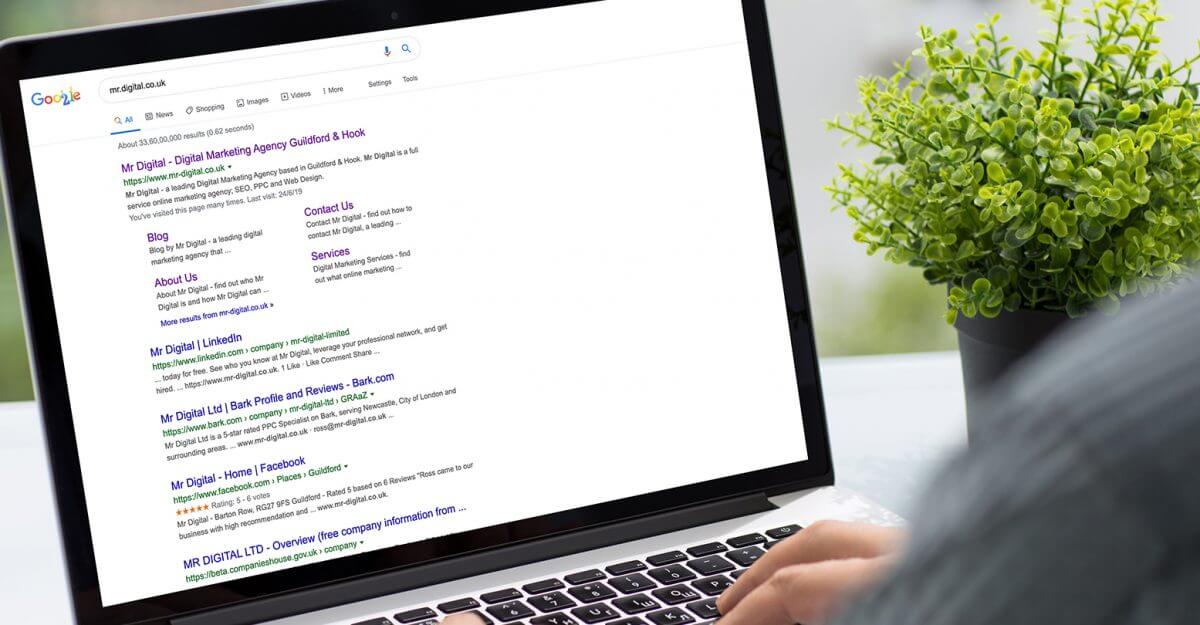 Google
mr.digital.co.uk
All News Shopping Images Videos More Settings Tools
About 33,60,00,000 results (0.62 seconds)
Mr Digital - Digital Marketing Agency Guildford & Hook
https://www.mr-digital.co.uk
Mr Digital - a leading Digital Marketing Agency based in Guildford & Hook. Mr Digital is a full
service online marketing agency; SEO, PPC and Web Design.
You've visited this page many times. Last visit: 24/6/19
Blog
Blog by Mr Digital - a leading digital
marketing agency that ...
Contact Us
Contact Mr Digital - find out how to
contact Mr Digital, a leading ...
About Us
About Mr Digital - find out who Mr
Digital is and how Mr Digital can ...
Services
Digital Marketing Services - find
out what online marketing ...
More results from mr-digital.co.uk »
Mr Digital | LinkedIn
https://www.linkedin.com › company › mr-digital-limited
... today for free. See who you know at Mr Digital, leverage your professional network, and get
hired. ... https://www.mr-digital.co.uk. 1 Like · Like Comment Share ...
Mr Digital Ltd | Bark Profile and Reviews - Bark.com
https://www.bark.com › company › mr-digital-ltd › GRAaZ
Mr Digital Ltd is a 5-star rated PPC Specialist on Bark, serving Newcastle, City of London and
surrounding areas. ... www.mr-digital.co.uk · ross@mr-digital.co.uk ...
Mr Digital - Home | Facebook
https://www.facebook.com › Places › Guildford
Rating: 5 - 6 votes
Mr Digital - Barton Row, RG27 9FS Guildford - Rated 5 based on 6 Reviews "Ross came to our
business with high recommendation and ... www.mr-digital.co.uk.
MR DIGITAL LTD - Overview (free company information from ...
https://beta.companieshouse.gov.uk › company